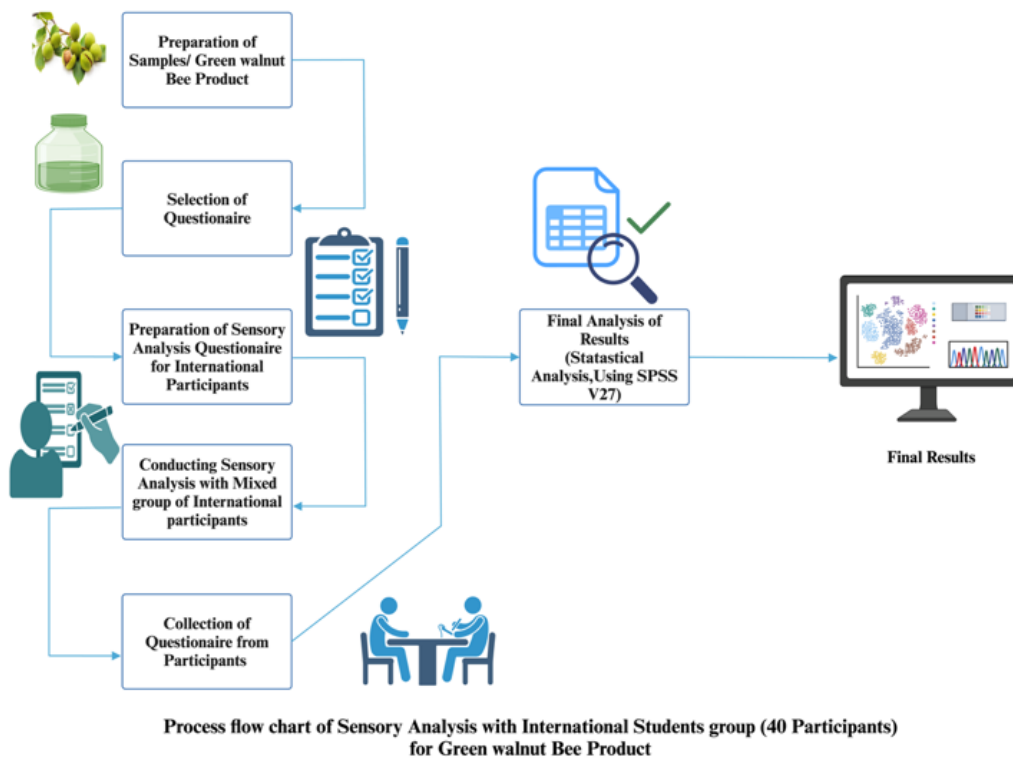 Preparation of
Samples/ Green walnut
Bee Product
Selection of
Questionaire
Preparation of Sensory
Analysis Questionaire
for International
Participants
Conducting Sensory
Analysis with Mixed
group of International
participants
Collection of
Questionaire from
Participants
Final Analysis of
Results
(Statastical
Analysis,Using SPSS
V27)
Final Results
Process flow chart of Sensory Analysis with International Students group (40 Participants)
for Green walnut Bee Product